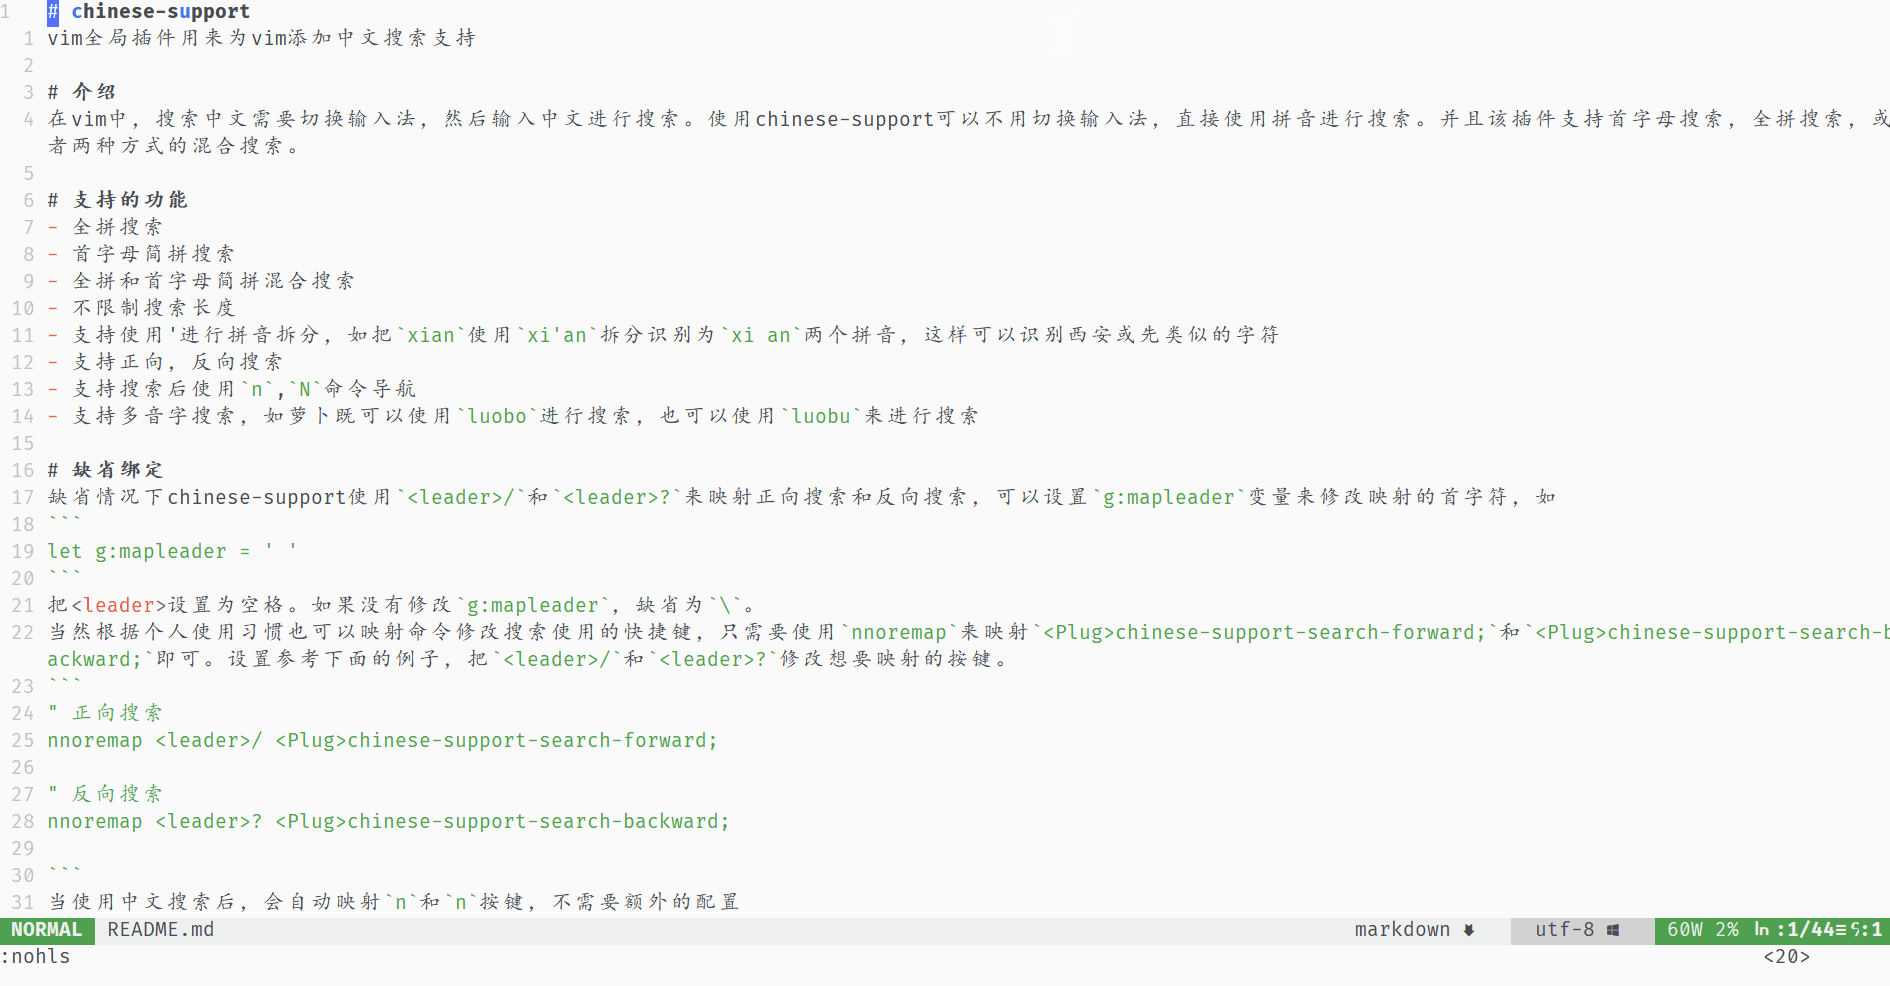 1 # chinese-support
1 vim全局插件用来为vim添加中文搜索支持
2
3 # 介绍
4 在vim中，搜索中文需要切换输入法，然后输入中文进行搜索。使用chinese-support可以不用切换输入法，直接使用拼音进行搜索。并且该插件支持首字母搜索，全拼搜索，或
者两种方式的混合搜索。
5
6 # 支持的功能
7 - 全拼搜索
8 - 首字母简拼搜索
9 - 全拼和首字母简拼混合搜索
10 - 不限制搜索长度
11 - 支持使用'进行拼音拆分，如把`xian`使用`xi'an`拆分识别为`xi an`两个拼音，这样可以识别西安或先类似的字符
12 - 支持正向，反向搜索
13 - 支持搜索后使用`n`,`N`命令导航
14 - 支持多音字搜索，如萝卜既可以使用`luobo`进行搜索，也可以使用`luobu`来进行搜索
15
16 # 缺省绑定
17 缺省情况下chinese-support使用`<leader>/`和`<leader>?`来映射正向搜索和反向搜索，可以设置`g:mapleader`变量来修改映射的首字符，如
18 ```
19 let g:mapleader = ' '
20 ```
21 把<leader>设置为空格。如果没有修改`g:mapleader`，缺省为`\`。
22 当然根据个人使用习惯也可以映射命令修改搜索使用的快捷键，只需要使用`nnoremap`来映射`<Plug>chinese-support-search-forward;`和`<Plug>chinese-support-search-b
ackward;`即可。设置参考下面的例子，把`<leader>/`和`<leader>?`修改想要映射的按键。
23 ```
24 " 正向搜索
25 nnoremap <leader>/ <Plug>chinese-support-search-forward;
26
27 " 反向搜索
28 nnoremap <leader>? <Plug>chinese-support-search-backward;
29
30 ```
31 当使用中文搜索后，会自动映射`n`和`n`按键，不需要额外的配置
NORMAL README.md markdown utf-8 60W 2% ln :1/44≡:1
:nohls <20>